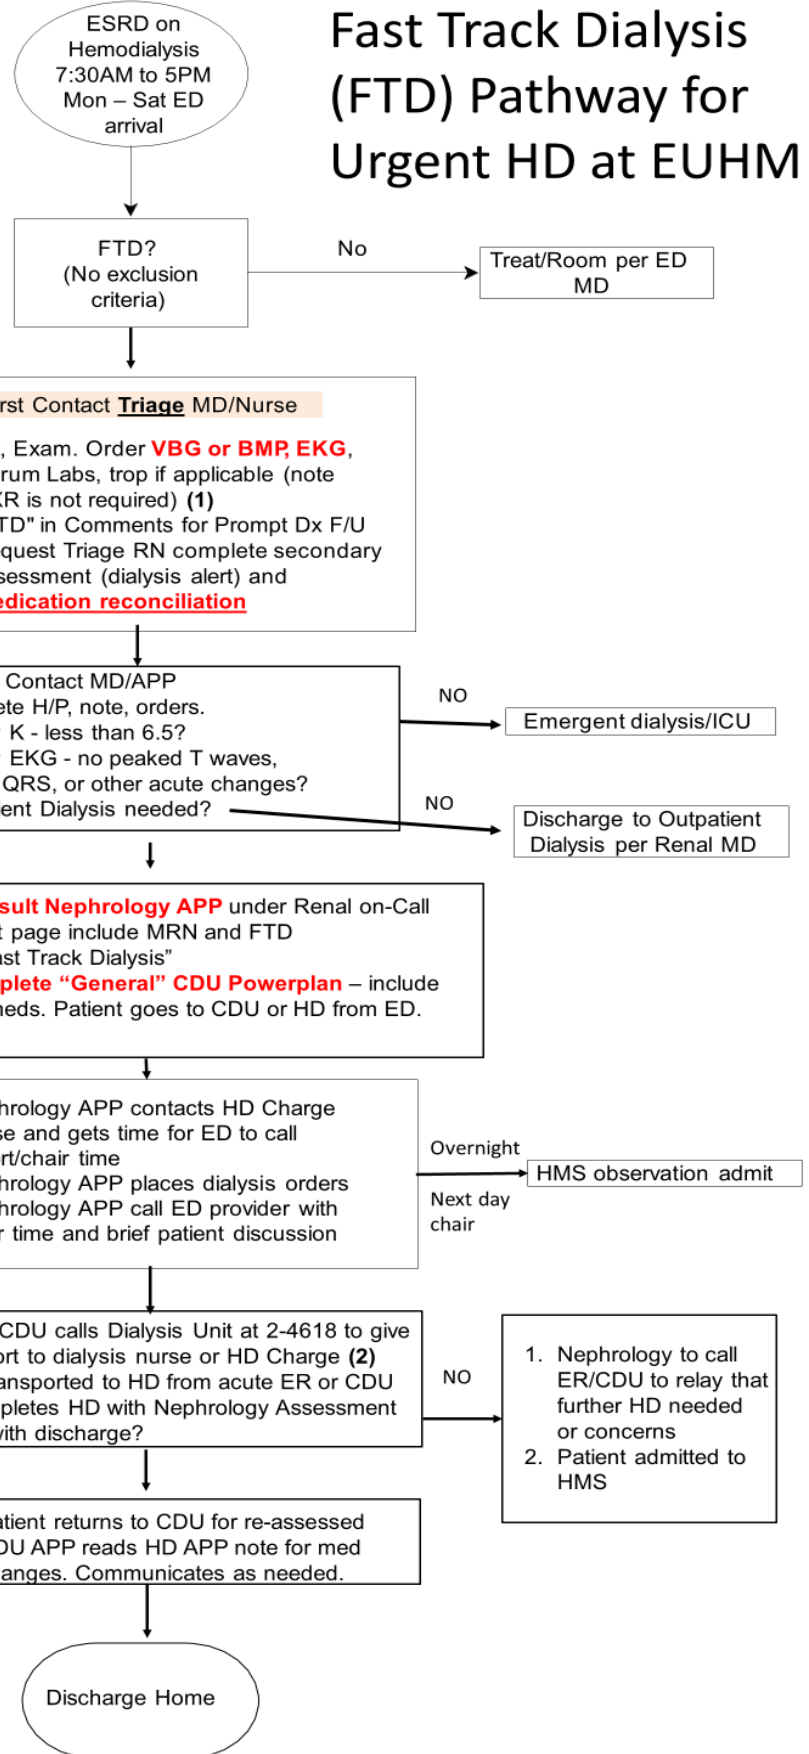 ESRD on
Hemodialysis
7:30AM to 5PM
Mon – Sat ED
arrival
Fast Track Dialysis
(FTD) Pathway for
Urgent HD at EUHM
FTD?
(No exclusion
criteria)
No
Treat/Room per ED
MD
rst Contact Triage MD/Nurse
, Exam. Order VBG or BMP, EKG,
rum Labs, trop if applicable (note
R is not required) (1)
TD" in Comments for Prompt Dx F/U
quest Triage RN complete secondary
sessment (dialysis alert) and
edication reconciliation
Contact MD/APP
ete H/P, note, orders.
K - less than 6.5?
EKG - no peaked T waves,
QRS, or other acute changes?
ient Dialysis needed?
NO
Emergent dialysis/ICU
NO
Discharge to Outpatient
Dialysis per Renal MD
sult Nephrology APP under Renal on-Call
t page include MRN and FTD
ast Track Dialysis”
plete “General” CDU Powerplan – include
neds. Patient goes to CDU or HD from ED.
hrology APP contacts HD Charge
se and gets time for ED to call
ort/chair time
hrology APP places dialysis orders
hrology APP call ED provider with
r time and brief patient discussion
Overnight
Next day
chair
HMS observation admit
CDU calls Dialysis Unit at 2-4618 to give
ort to dialysis nurse or HD Charge (2)
ransported to HD from acute ER or CDU
pletes HD with Nephrology Assessment
with discharge?
NO
1. Nephrology to call
ER/CDU to relay that
further HD needed
or concerns
2. Patient admitted to
HMS
atient returns to CDU for re-assessed
DU APP reads HD APP note for med
anges. Communicates as needed.
Discharge Home